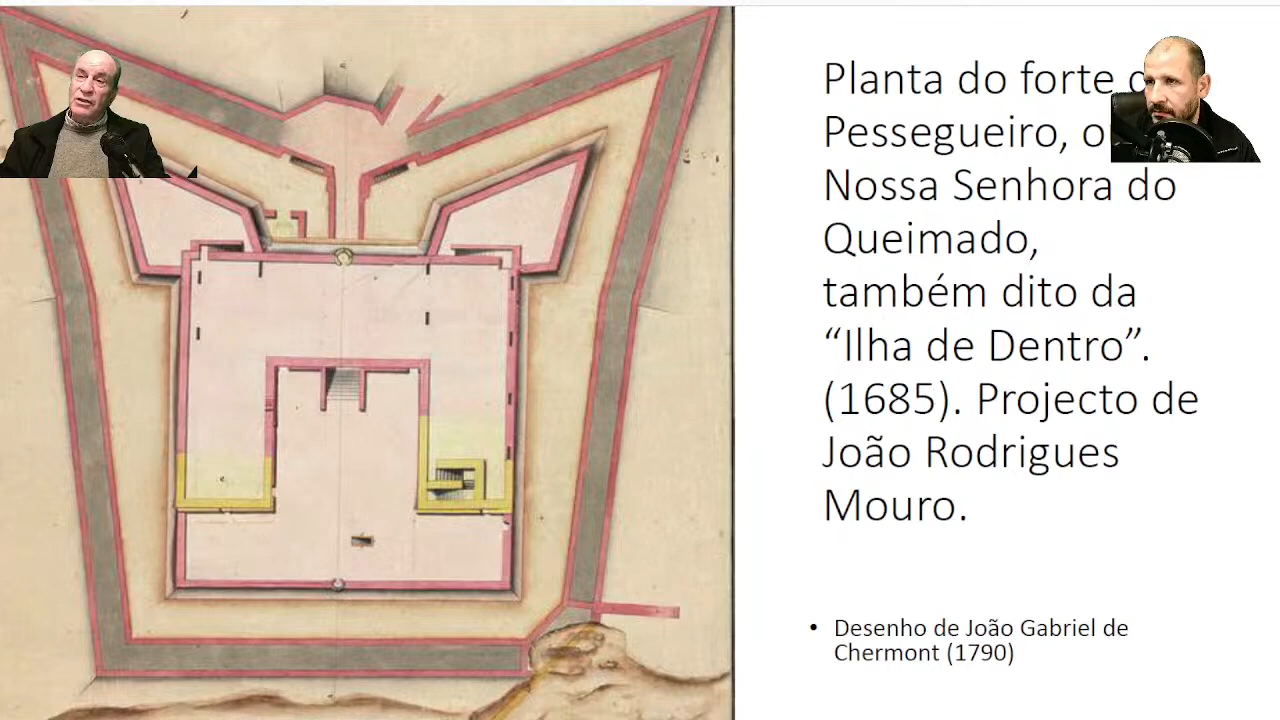 Planta do forte
Pessegueiro, o
Nossa Senhora do
Queimado,
também dito da
“Ilha de Dentro”.
(1685). Projecto de
João Rodrigues
Mouro.
• Desenho de João Gabriel de
Chermont (1790)